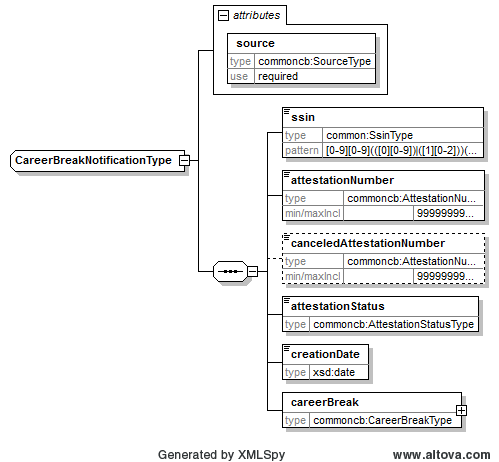 attributes
source
type commoncb:SourceType
use required
CareerBreakNotificationType
ssin
type common:SsinType
pattern [0-9][0-9](([0][0-9])|([1][0-2]))(...
attestationNumber
type commoncb:AttestationNu...
min/maxIncl 99999999...
canceledAttestationNumber
type commoncb:AttestationNu...
min/maxIncl 99999999...
attestationStatus
type commoncb:AttestationStatusType
creationDate
type xsd:date
careerBreak
type commoncb:CareerBreakType
Generated by XMLSpy
www.altova.com